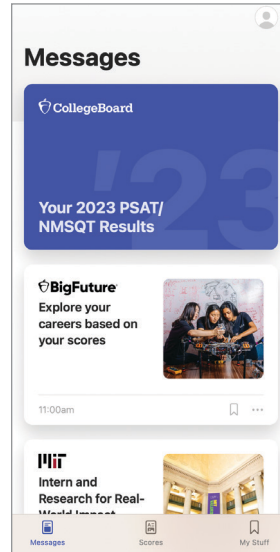 Messages
CollegeBoard
'23
Your 2023 PSAT/
NMSQT Results
BigFuture
Explore your
careers based on
your scores
11:00am
MIT
Intern and
Research for Real-
World Impact
Messages
Scores
My Stuff